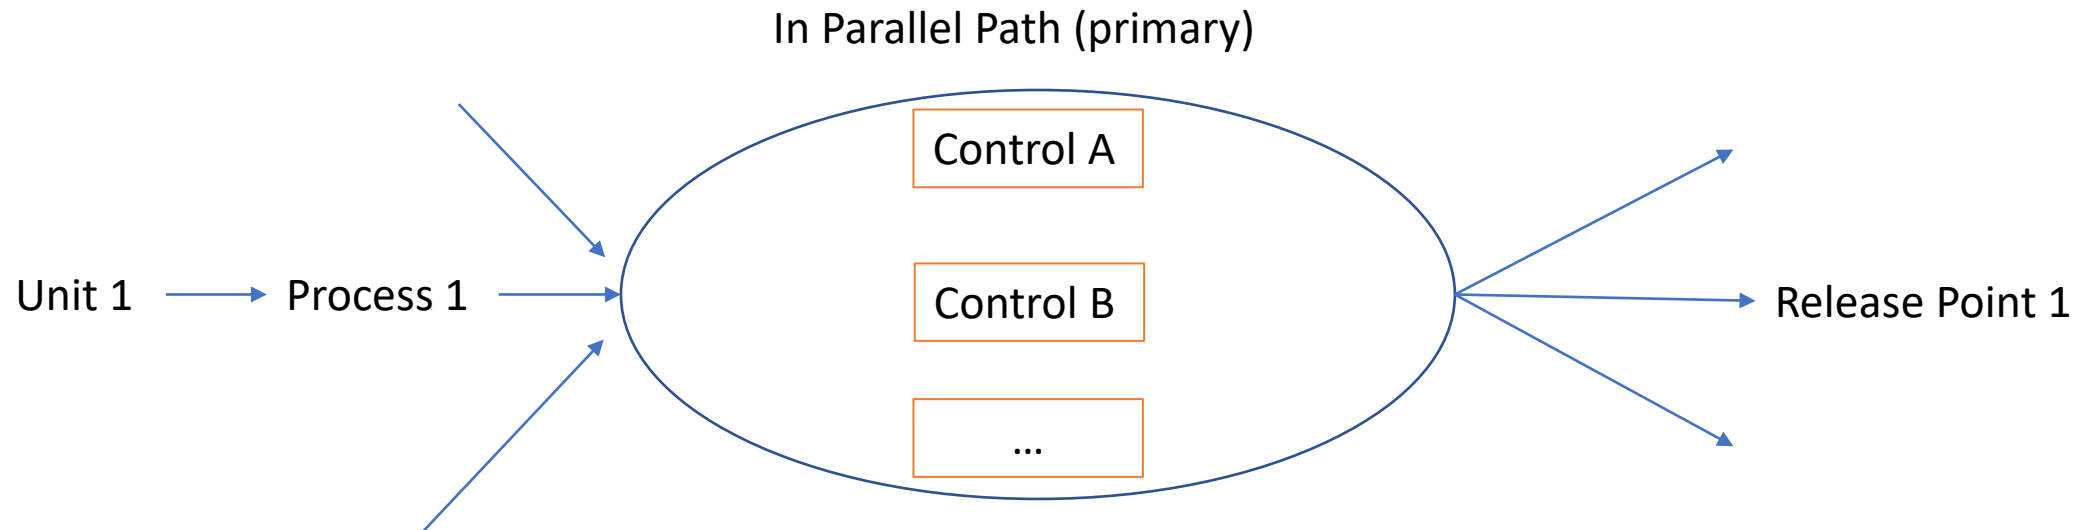 In Parallel Path (primary)
Control A
Unit 1
Process 1
Control B
Release Point 1
...